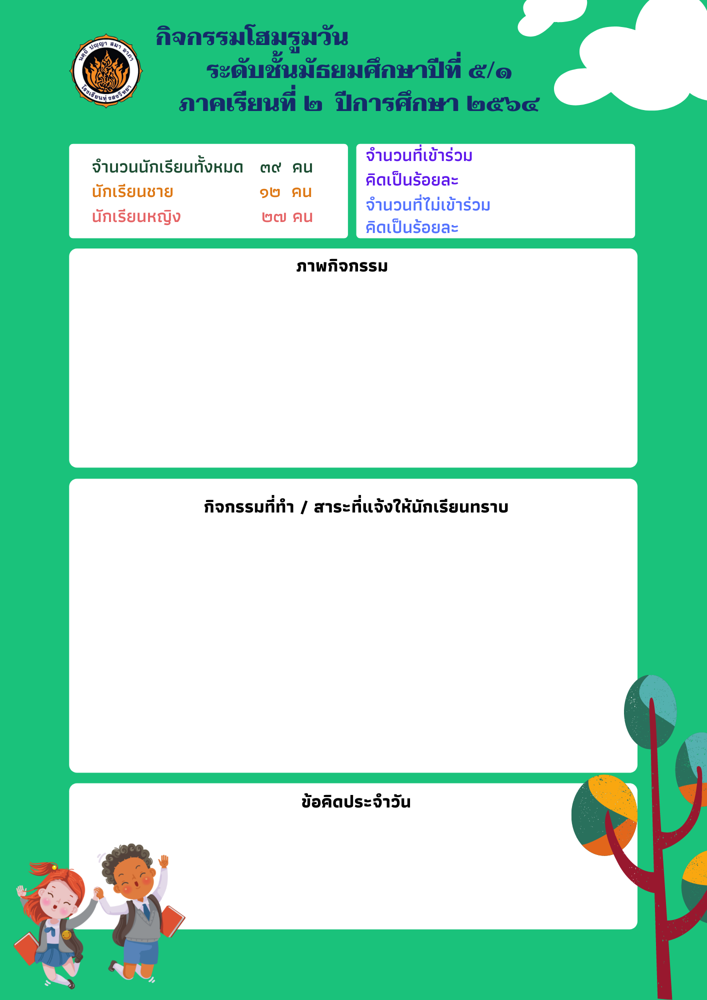 นตฺถิ ปญฺญา สมา อาภา
โรงเรียนทุ่งสงวิทยา
กิจกรรมโฮมรูมวัน
ระดับชั้นมัธยมศึกษาปีที่ ๕/๑
ภาคเรียนที่ ๒ ปีการศึกษา ๒๕๖๔
จำนวนนักเรียนทั้งหมด ๓๙ คน
นักเรียนชาย ๑๒ คน
นักเรียนหญิง ๒๗ คน
จำนวนที่เข้าร่วม
คิดเป็นร้อยละ
จำนวนที่ไม่เข้าร่วม
คิดเป็นร้อยละ
ภาพกิจกรรม
กิจกรรมที่ทำ / สาระที่แจ้งให้นักเรียนทราบ
ข้อคิดประจำวัน